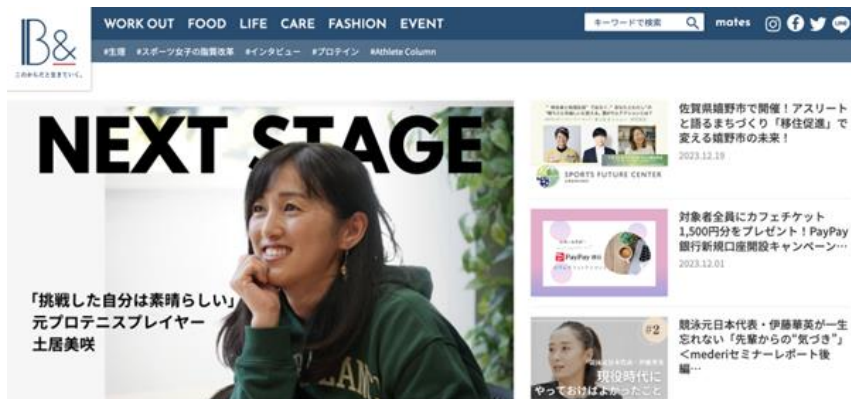 B&
このからだと生きていく。
WORK OUT FOOD LIFE CARE FASHION EVENT
キーワードで検索
mates
#生理 #スポーツ女子の脂質改革 #インタビュー #プロテイン #Athlete Column
NEXT STAGE
「挑戦した自分は素晴らしい」
元プロテニスプレイヤー
土居美咲
SPORTS FUTURE CENTER
佐賀県嬉野市で開催！アスリート
と語るまちづくり「移住促進」で
変える嬉野市の未来！
2023.12.19
PayPay
対象者全員にカフェチケット
1,500円分をプレゼント！PayPay
銀行新規口座開設キャンペーン…
2023.12.01
#2
現役時代に
やっておけばよかったこと
競泳元日本代表・伊藤華英が一生
忘れない「先輩からの“気づき”」
＜mederiセミナーレポート後
編…